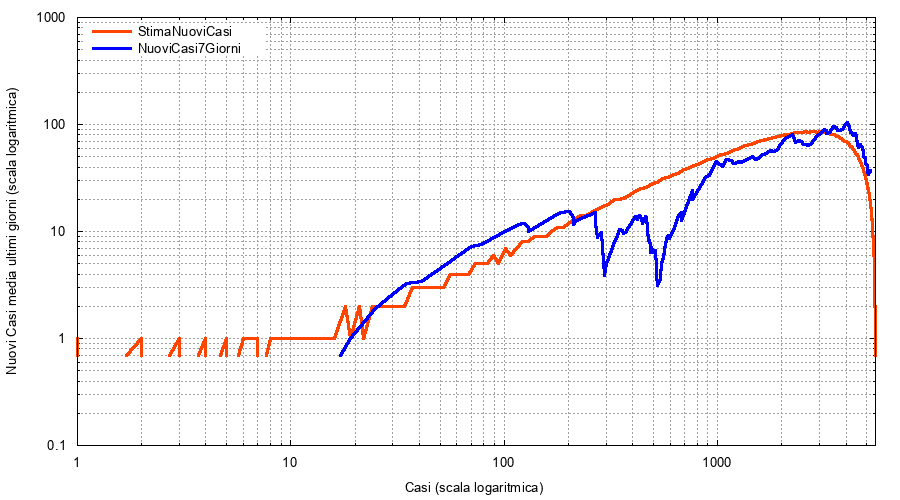 1000
StimaNuoviCasi
NuoviCasi7Giorni
100
10
1
0.1
Nuovi Casi media ultimi giorni (scala logaritmica)
1 10 100 1000
Casi (scala logaritmica)